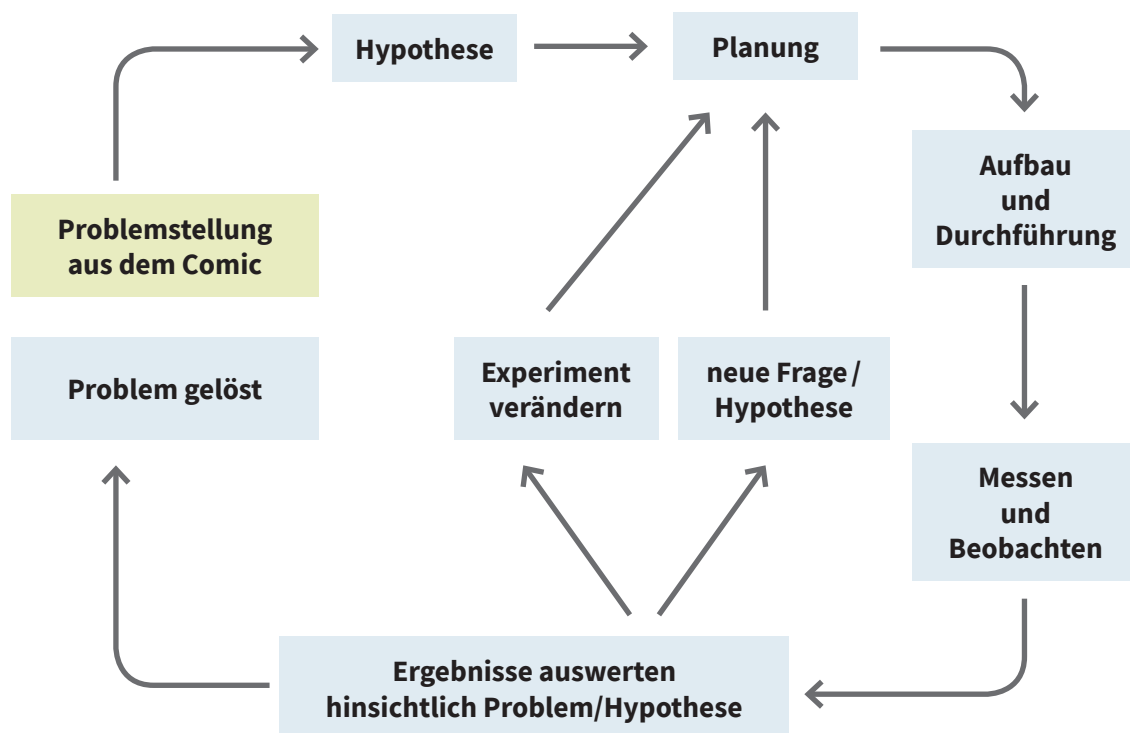 Hypothese
Planung
Aufbau
und
Durchführung
Problemstellung
aus dem Comic
Problem gelöst
Experiment
verändern
neue Frage/
Hypothese
Messen
und
Beobachten
Ergebnisse auswerten
hinsichtlich Problem/Hypothese